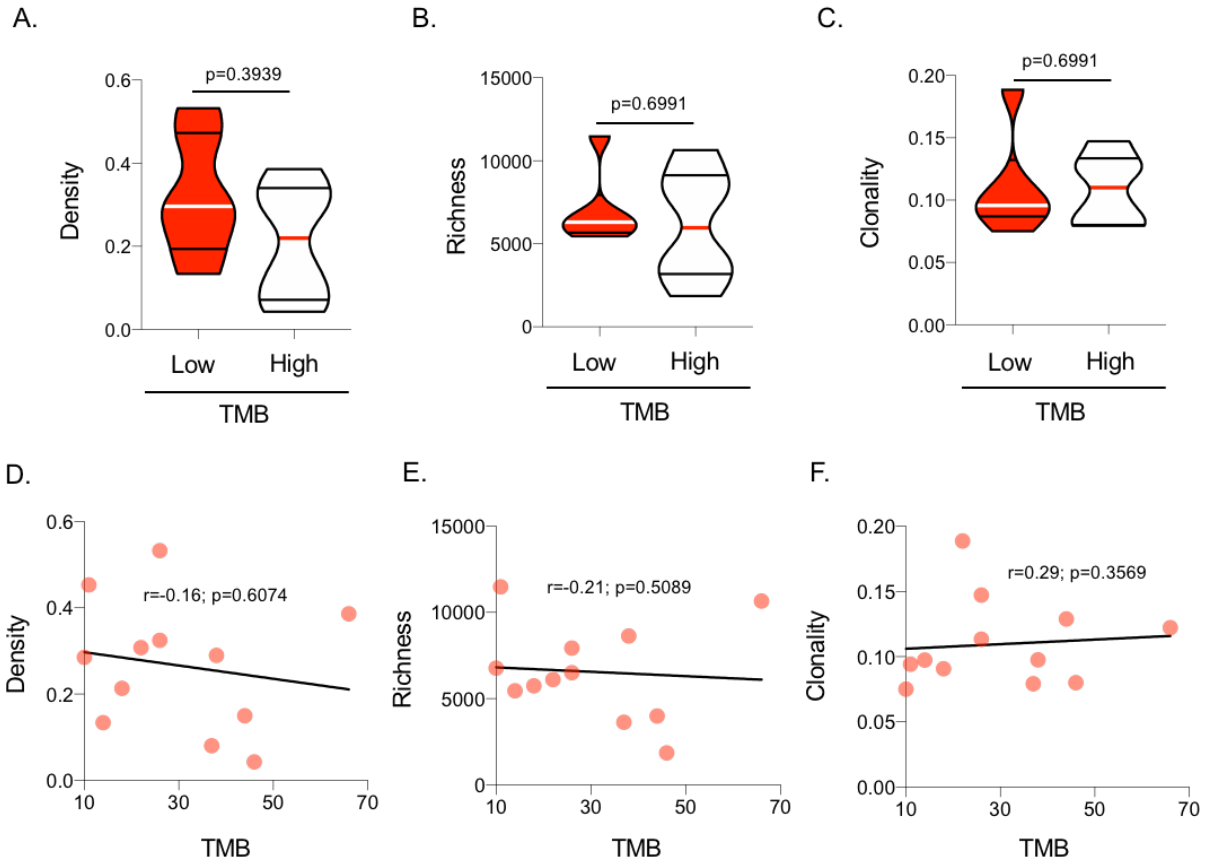 A.
p=0.3939
0.6
0.4
0.2
0.0
Density
Low High
TMB
B.
p=0.6991
15000
10000
5000
0
Richness
Low High
TMB
C.
p=0.6991
0.20
0.15
0.10
0.05
0.00
Clonality
Low High
TMB
D.
0.6
0.4
0.2
0.0
Density
r=-0.16; p=0.6074
10 30 50 70
TMB
E.
15000
10000
5000
0
Richness
r=-0.21; p=0.5089
10 30 50 70
TMB
F.
0.20
0.15
0.10
0.05
0.00
Clonality
r=0.29; p=0.3569
10 30 50 70
TMB